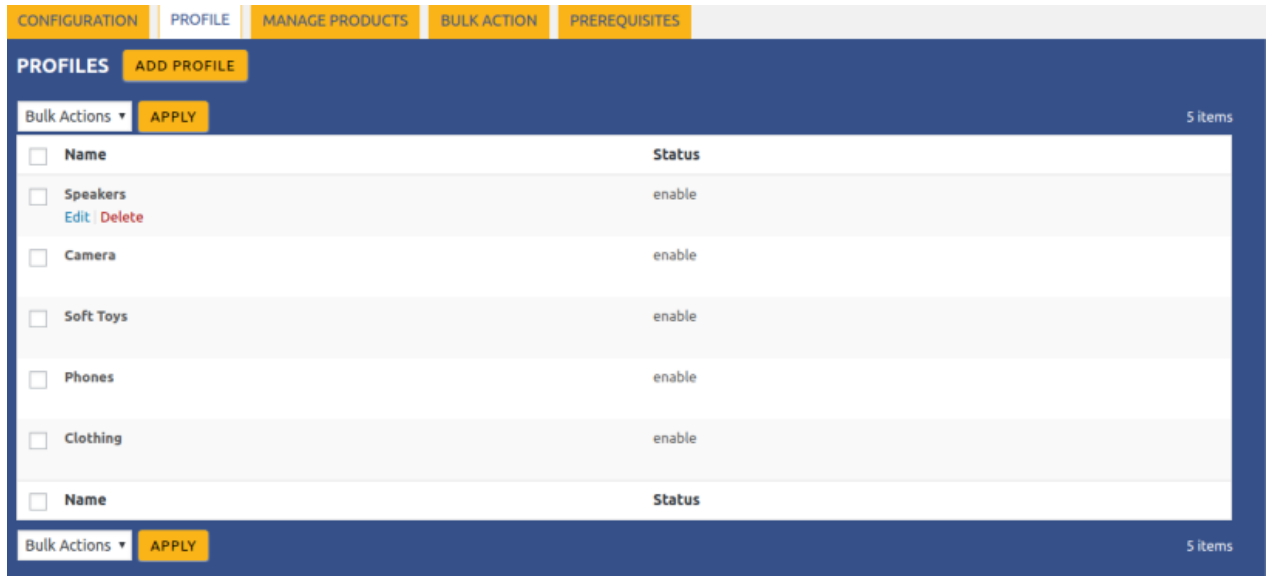 CONFIGURATION PROFILE MANAGE PRODUCTS BULK ACTION PREREQUISITES
PROFILES ADD PROFILE
Bulk Actions APPLY 5 items
Name Status
Speakers enable
Edit | Delete
Camera enable
Soft Toys enable
Phones enable
Clothing enable
Name Status
Bulk Actions APPLY 5 items